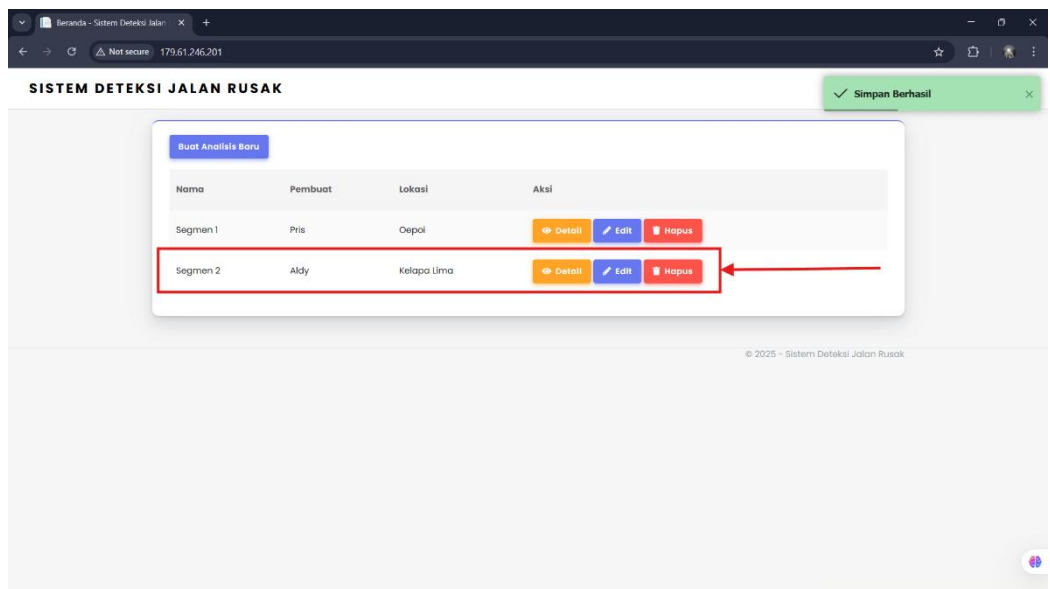 Beranda - Sistem Deteksi Jalan
Not secure 179.61.246.201
SISTEM DETEKSI JALAN RUSAK
Simpan Berhasil
Buat Analisis Baru
Nama Pembuat Lokasi Aksi
Segmen 1 Pris Oepoi Detail Edit Hapus
Segmen 2 Aldy Kelapa Lima Detail Edit Hapus
© 2025 - Sistem Deteksi Jalan Rusak